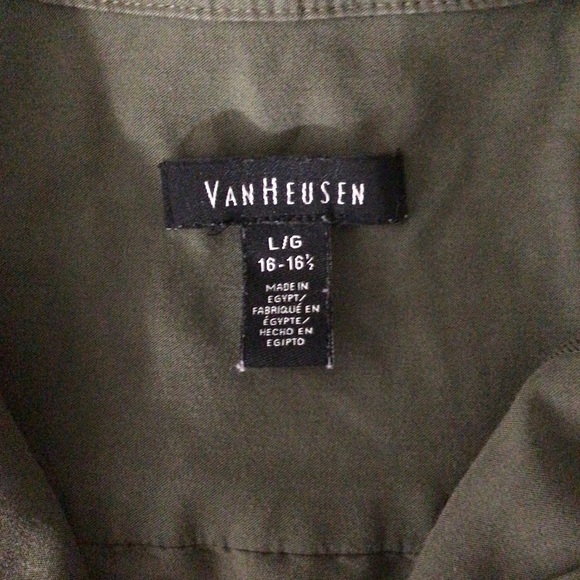 VANHEUSEN
L/G
16-16½
MADE IN
EGYPT/
FABRIQUÉ EN
ÉGYPTE/
HECHO EN
EGIPTO